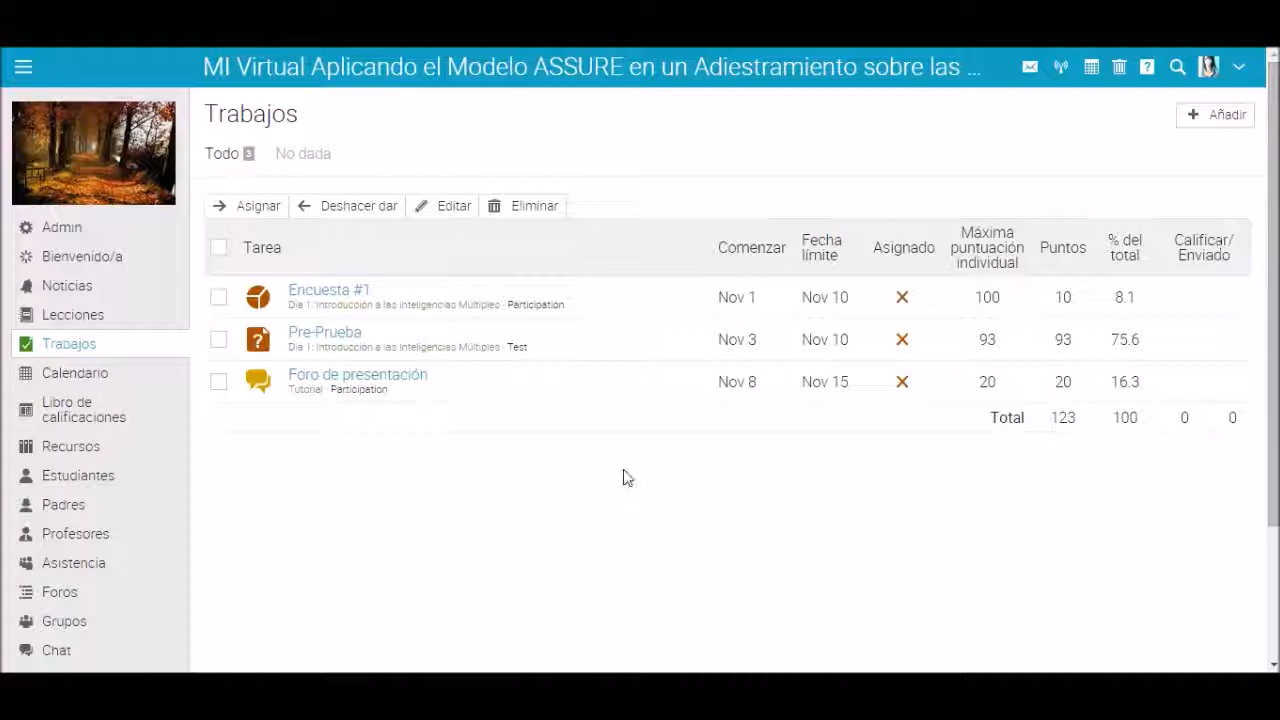 MI Virtual Aplicando el Modelo ASSURE en un Adiestramiento sobre las ...
Trabajos
+ Añadir
Todo 3 No dada
Asignar Deshacer dar Editar Eliminar
Tarea Comenzar Fecha límite Asignado Máxima puntuación individual Puntos % del total Calificar/ Enviado
Encuesta #1 Nov 1 Nov 10 100 10 8.1
Día 1: Introducción a las Inteligencias Múltiples · Participation
Pre-Prueba Nov 3 Nov 10 93 93 75.6
Día 1: Introducción a las Inteligencias Múltiples · Test
Foro de presentación Nov 8 Nov 15 20 20 16.3
Tutorial · Participation
Total 123 100 0 0
Admin
Bienvenido/a
Noticias
Lecciones
Trabajos
Calendario
Libro de
calificaciones
Recursos
Estudiantes
Padres
Profesores
Asistencia
Foros
Grupos
Chat